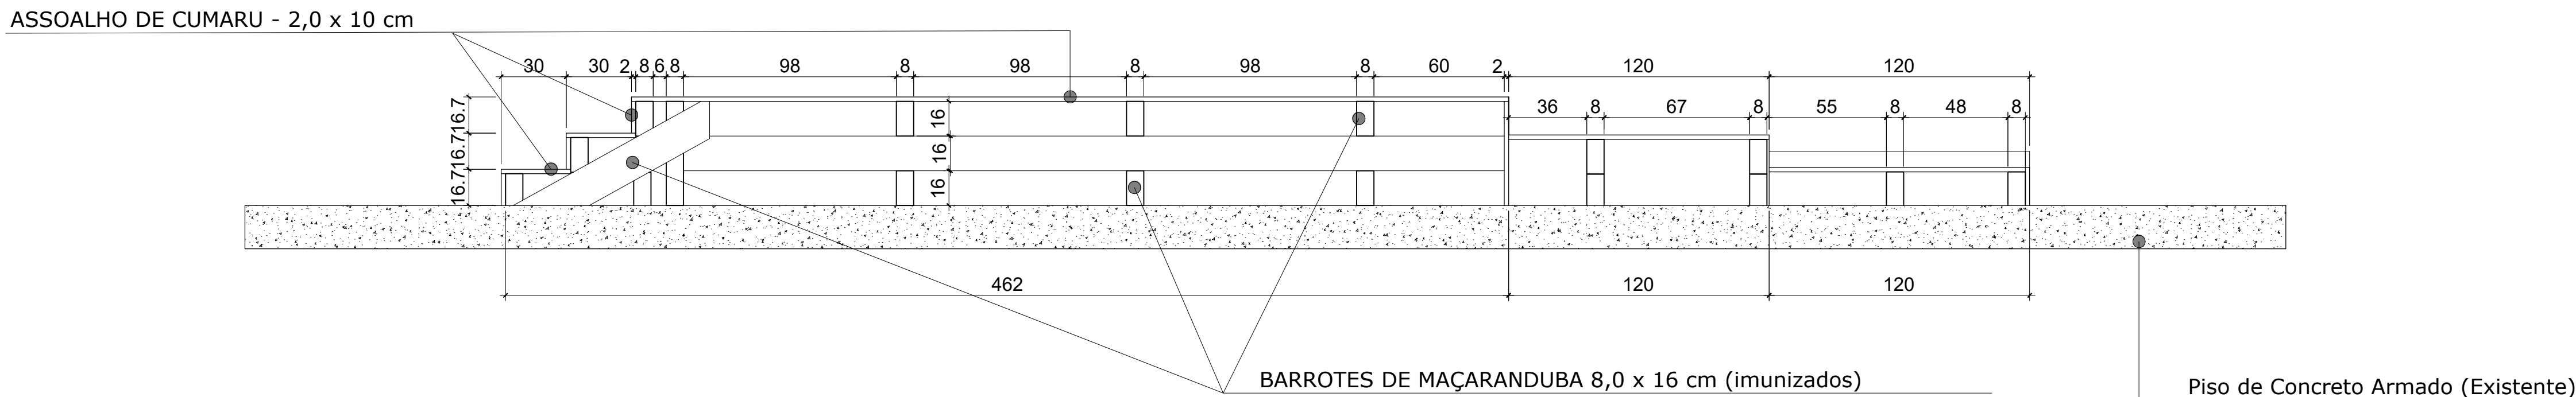 ASSOALHO DE CUMARU - 2,0 x 10 cm
30 30 2 8 6 8 98 8 98 8 98 8 60 2 120 120
36 8 67 8 55 8 48 8
16.7 16.7 16.7
16 16 16
462 120 120
BARROTES DE MAÇARANDUBA 8,0 x 16 cm (imunizados)
Piso de Concreto Armado (Existente)